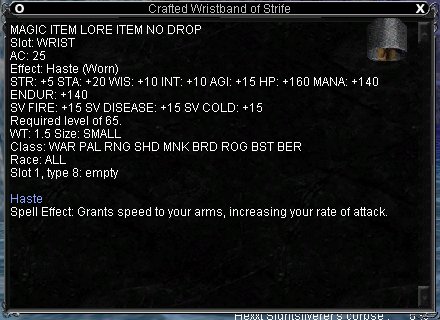 O Crafted Wristband of Strife X
MAGIC ITEM LORE ITEM NO DROP
Slot: WRIST
AC: 25
Effect: Haste (Worn)
STR: +5 STA: +20 WIS: +10 INT: +10 AGI: +15 HP: +160 MANA: +140
ENDUR: +140
SV FIRE: +15 SV DISEASE: +15 SV COLD: +15
Required level of 65.
WT: 1.5 Size: SMALL
Class: WAR PAL RNG SHD MNK BRD ROG BST BER
Race: ALL
Slot 1, type 8: empty
Haste
Spell Effect: Grants speed to your arms, increasing your rate of attack.
corpse